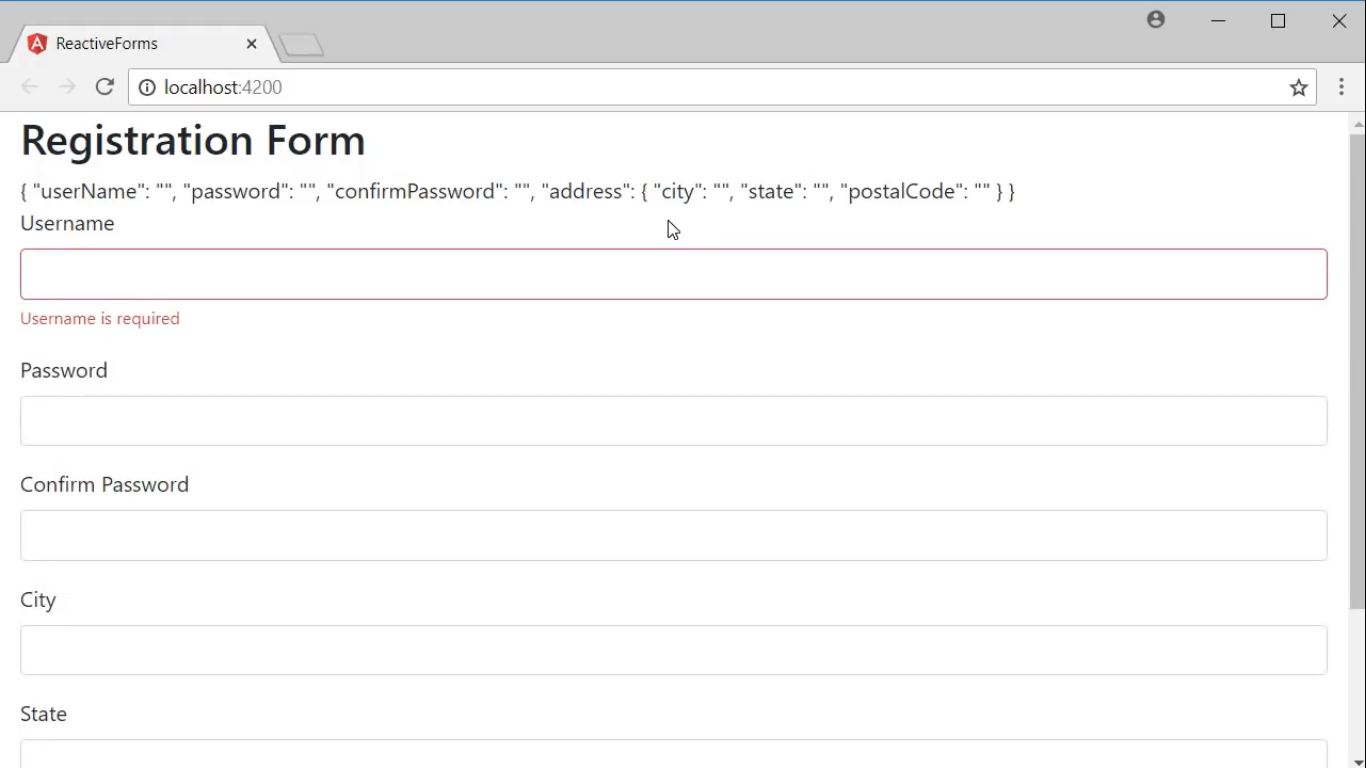 ReactiveForms
localhost:4200
Registration Form
{ "userName": "", "password": "", "confirmPassword": "", "address": { "city": "", "state": "", "postalCode": "" } }
Username
Username is required
Password
Confirm Password
City
State